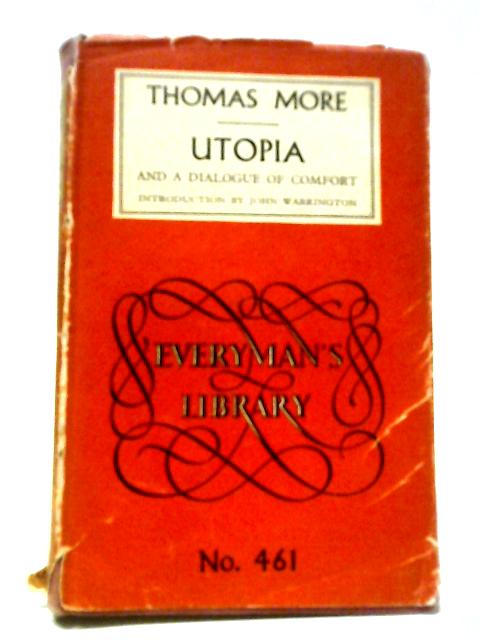 THOMAS MORE
UTOPIA
AND A DIALOGUE OF COMFORT
INTRODUCTION BY JOHN WARRINGTON
EVERYMAN'S
LIBRARY
No. 461